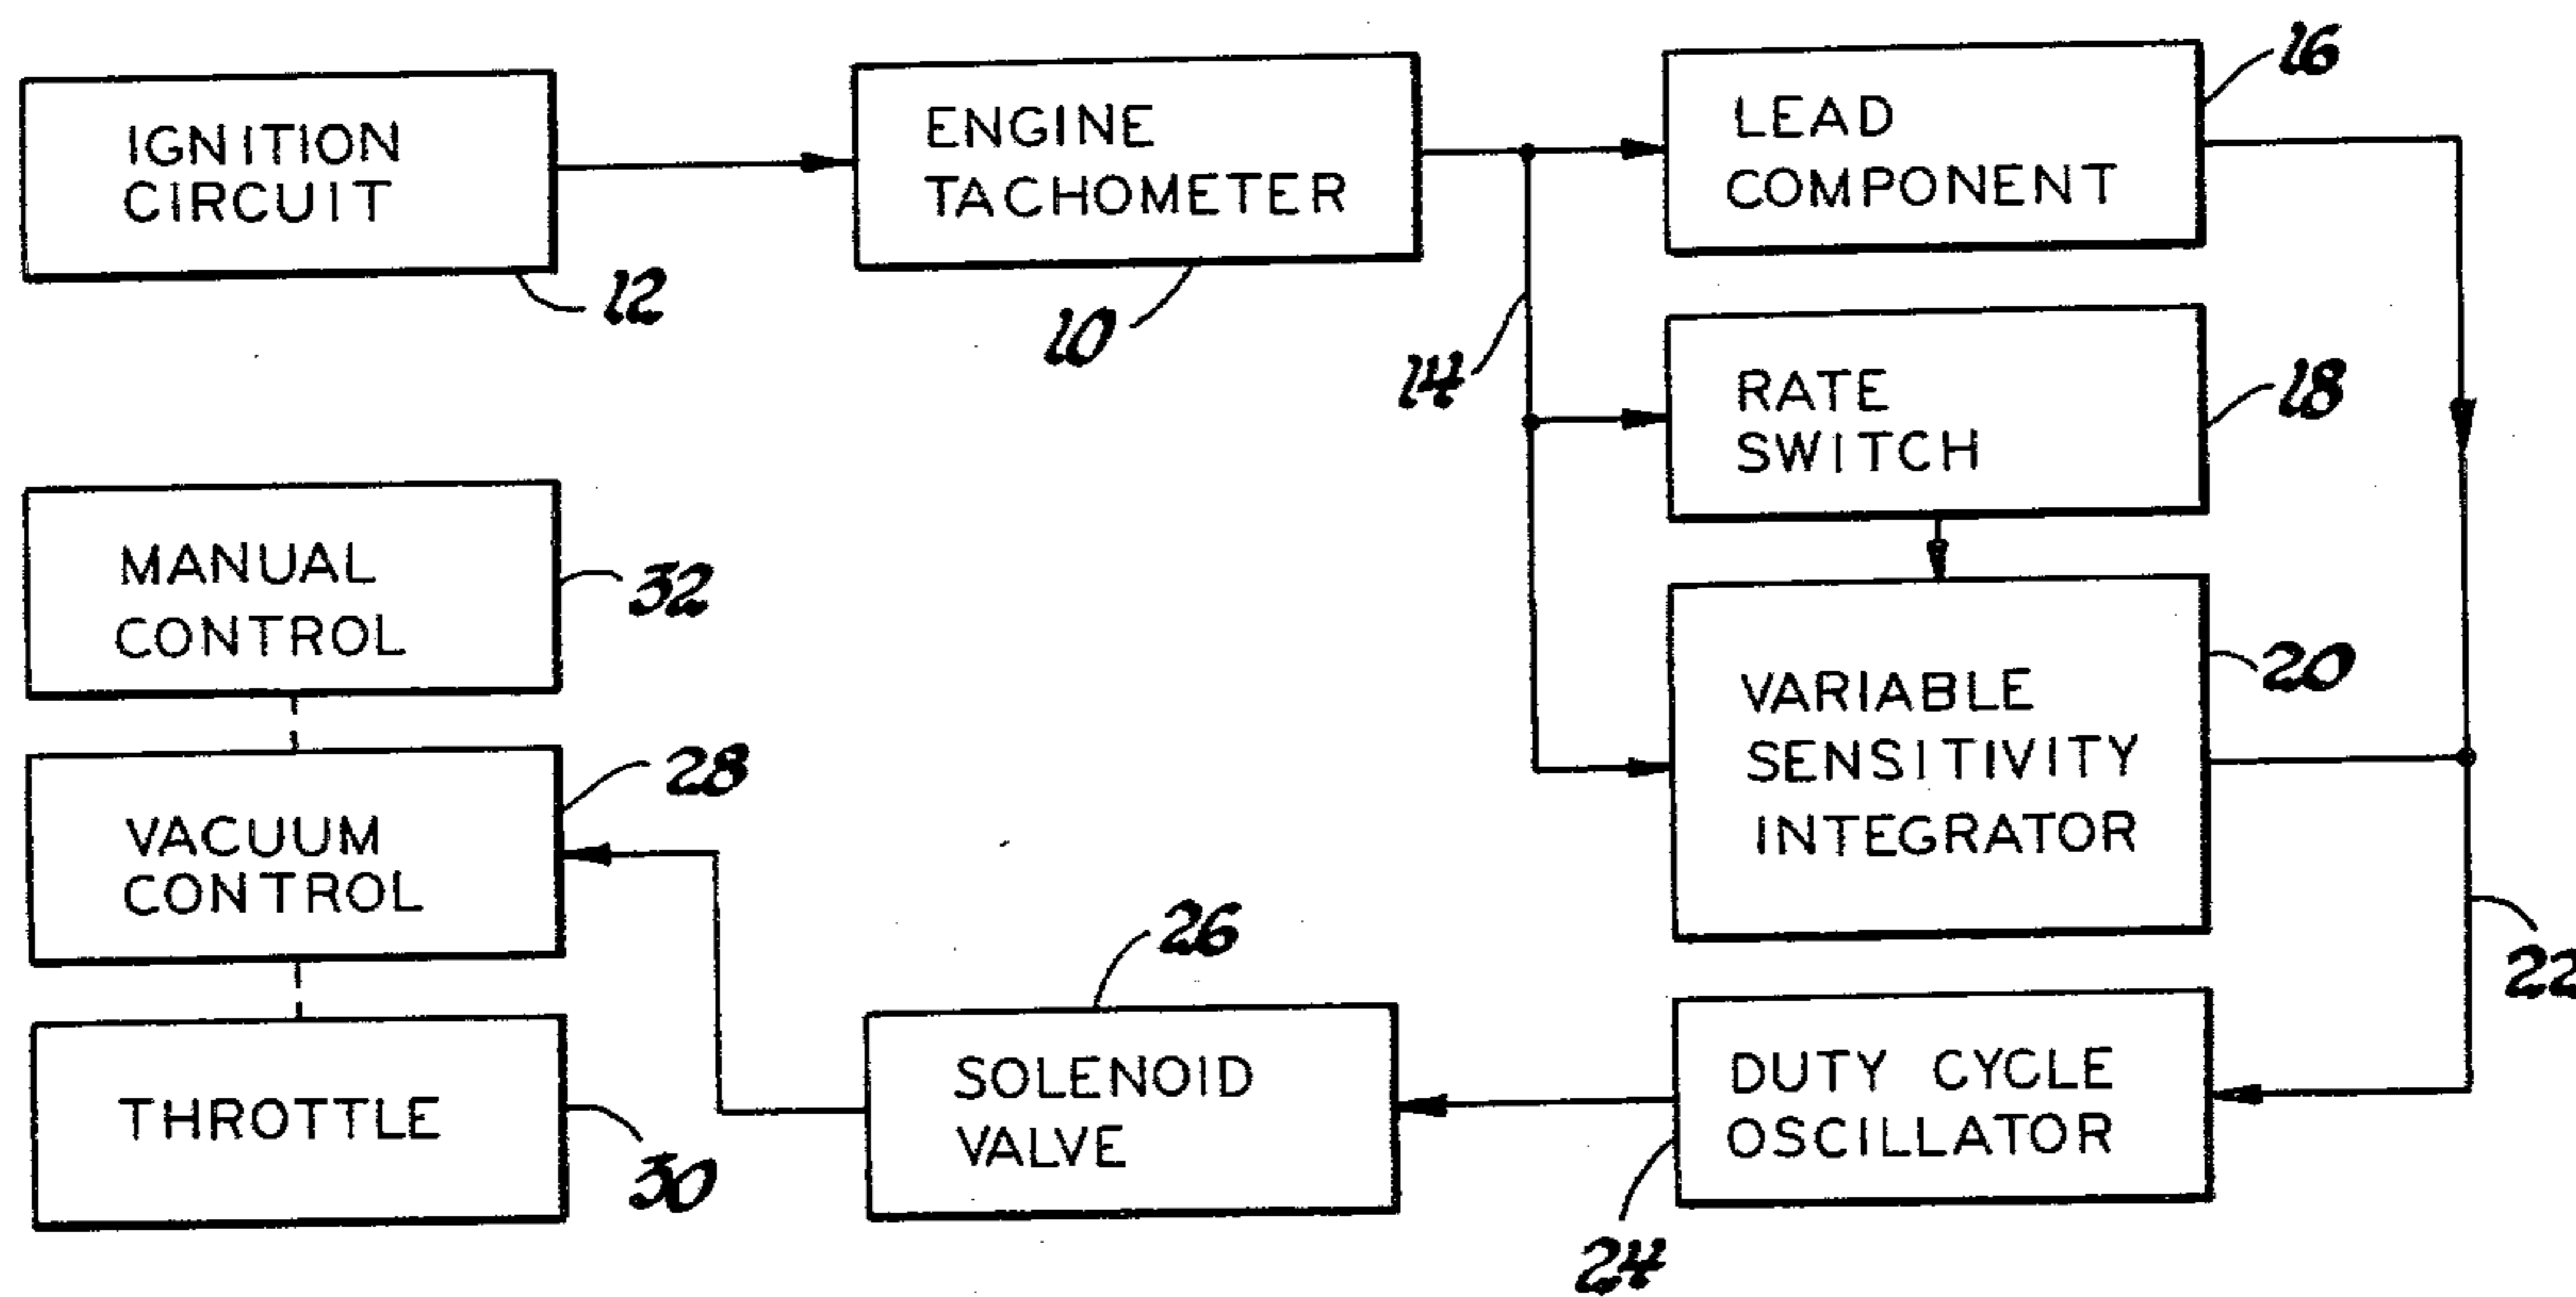 IGNITION
CIRCUIT
12
ENGINE
TACHOMETER
10
14
LEAD
COMPONENT
16
RATE
SWITCH
18
MANUAL
CONTROL
32
VARIABLE
SENSITIVITY
INTEGRATOR
20
VACUUM
CONTROL
28
22
THROTTLE
30
SOLENOID
VALVE
26
DUTY CYCLE
OSCILLATOR
24